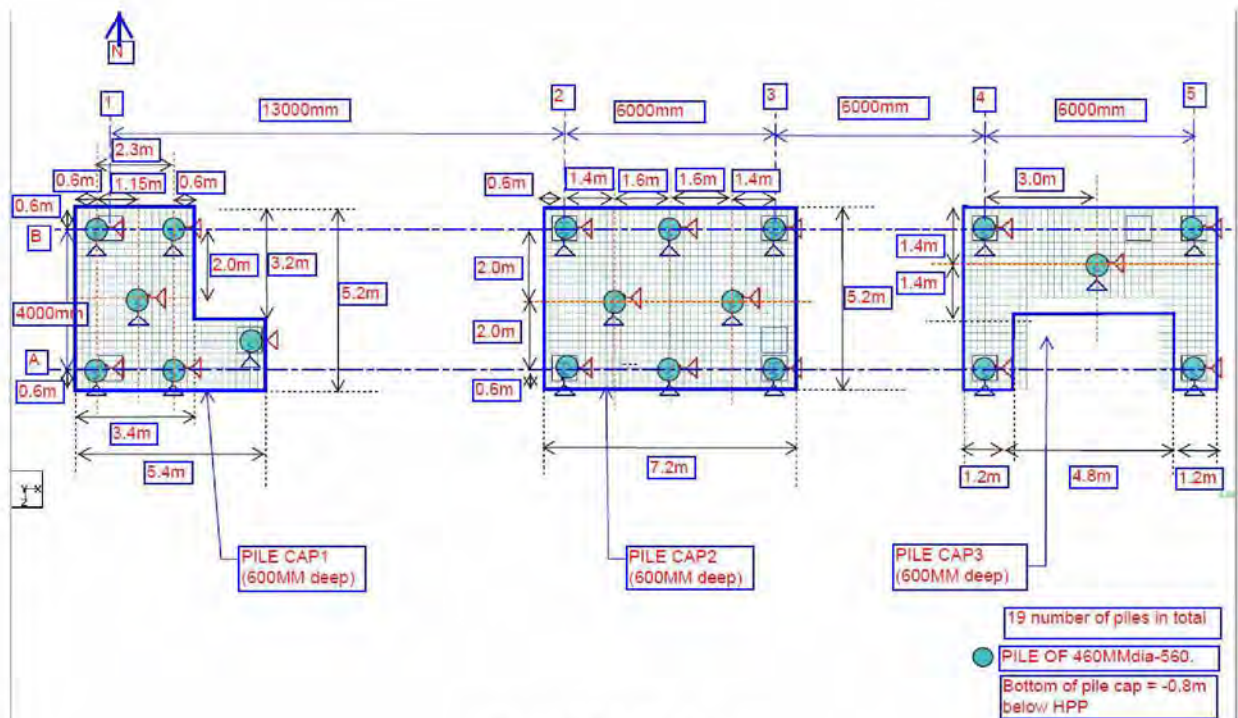 N
1
13000mm
2
6000mm
3
6000mm
4
6000mm
5
2.3m
0.6m
1.15m
0.6m
0.6m
1.4m
1.6m
1.6m
1.4m
3.0m
0.6m
B
2.0m
3.2m
5.2m
2.0m
5.2m
1.4m
1.4m
4000mm
2.0m
A
0.6m
0.6m
3.4m
5.4m
7.2m
1.2m
4.8m
1.2m
Y X
Z
PILE CAP1
(600MM deep)
PILE CAP2
(600MM deep)
PILE CAP3
(600MM deep)
19 number of piles in total
PILE OF 460MMdia-560.
Bottom of pile cap = -0.8m
below HPP